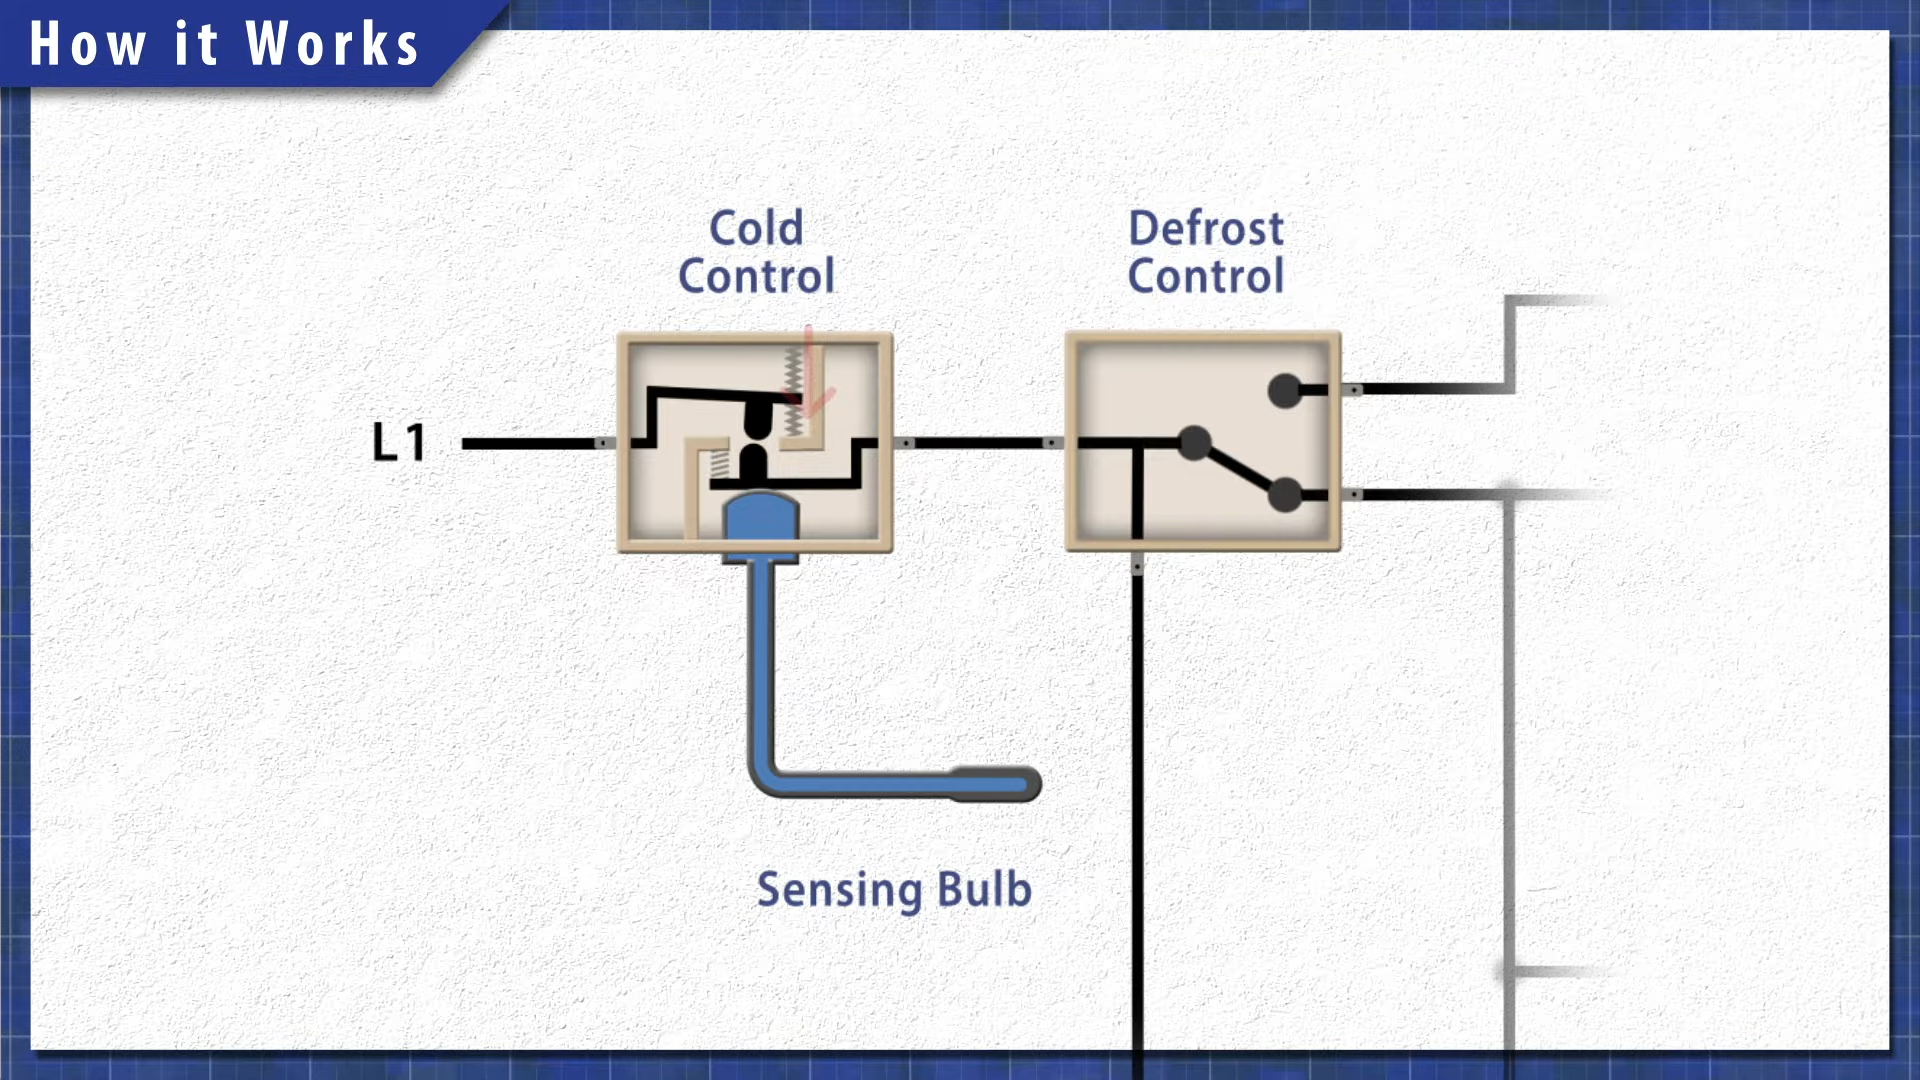 How it Works
Cold
Control
Defrost
Control
L1
Sensing Bulb